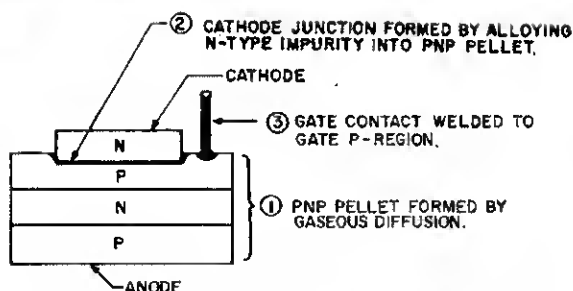 ② CATHODE JUNCTION FORMED BY ALLOYING
N-TYPE IMPURITY INTO PNP PELLET.
CATHODE
③ GATE CONTACT WELDED TO
GATE P-REGION.
N
P
N
P
① PNP PELLET FORMED BY
GASEOUS DIFFUSION.
ANODE